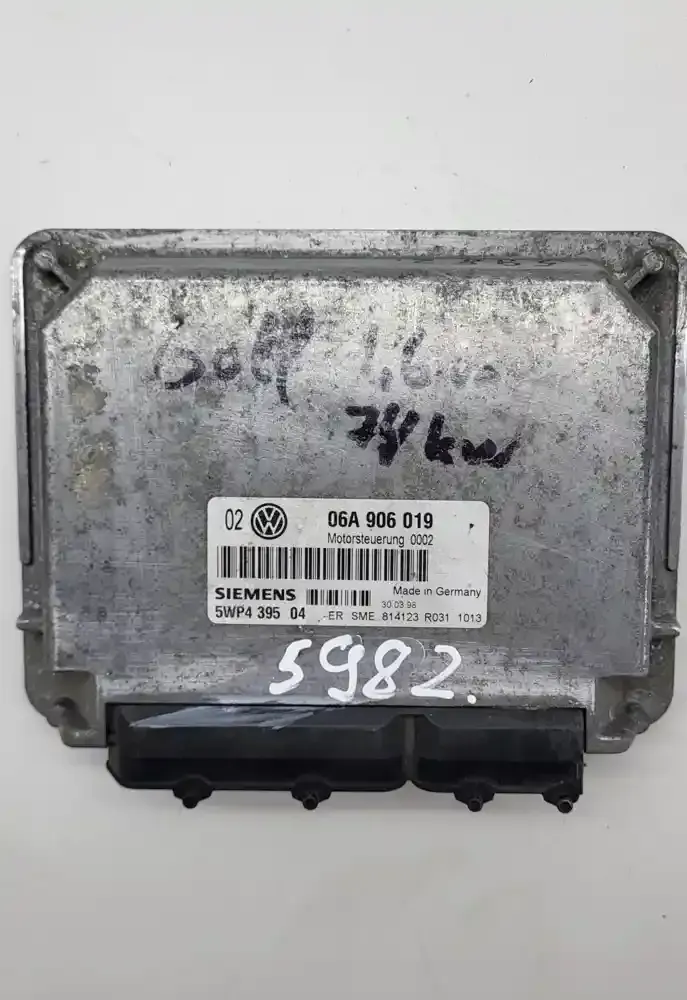 Golf 1.6
74kw
02 VW 06A 906 019
Motorsteuerung 0002
SIEMENS Made in Germany
30.03.98
5WP4 395 04 -ER SME 814123 R031 1013
5982.